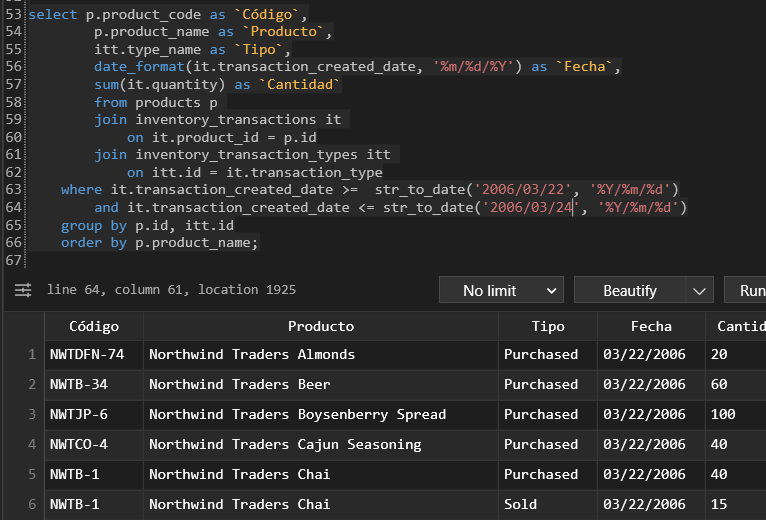 53 select p.product_code as `Código`,
54 p.product_name as `Producto`,
55 itt.type_name as `Tipo`,
56 date_format(it.transaction_created_date, '%m/%d/%Y') as `Fecha`,
57 sum(it.quantity) as `Cantidad`
58 from products p
59 join inventory_transactions it
60 on it.product_id = p.id
61 join inventory_transaction_types itt
62 on itt.id = it.transaction_type
63 where it.transaction_created_date >=  str_to_date('2006/03/22', '%Y/%m/%d')
64 and it.transaction_created_date <= str_to_date('2006/03/24', '%Y/%m/%d')
65 group by p.id, itt.id
66 order by p.product_name;
67
line 64, column 61, location 1925 No limit Beautify Run
Código Producto Tipo Fecha Cantid
1 NWTDFN-74 Northwind Traders Almonds Purchased 03/22/2006 20
2 NWTB-34 Northwind Traders Beer Purchased 03/22/2006 60
3 NWTJP-6 Northwind Traders Boysenberry Spread Purchased 03/22/2006 100
4 NWTCO-4 Northwind Traders Cajun Seasoning Purchased 03/22/2006 40
5 NWTB-1 Northwind Traders Chai Purchased 03/22/2006 40
6 NWTB-1 Northwind Traders Chai Sold 03/22/2006 15